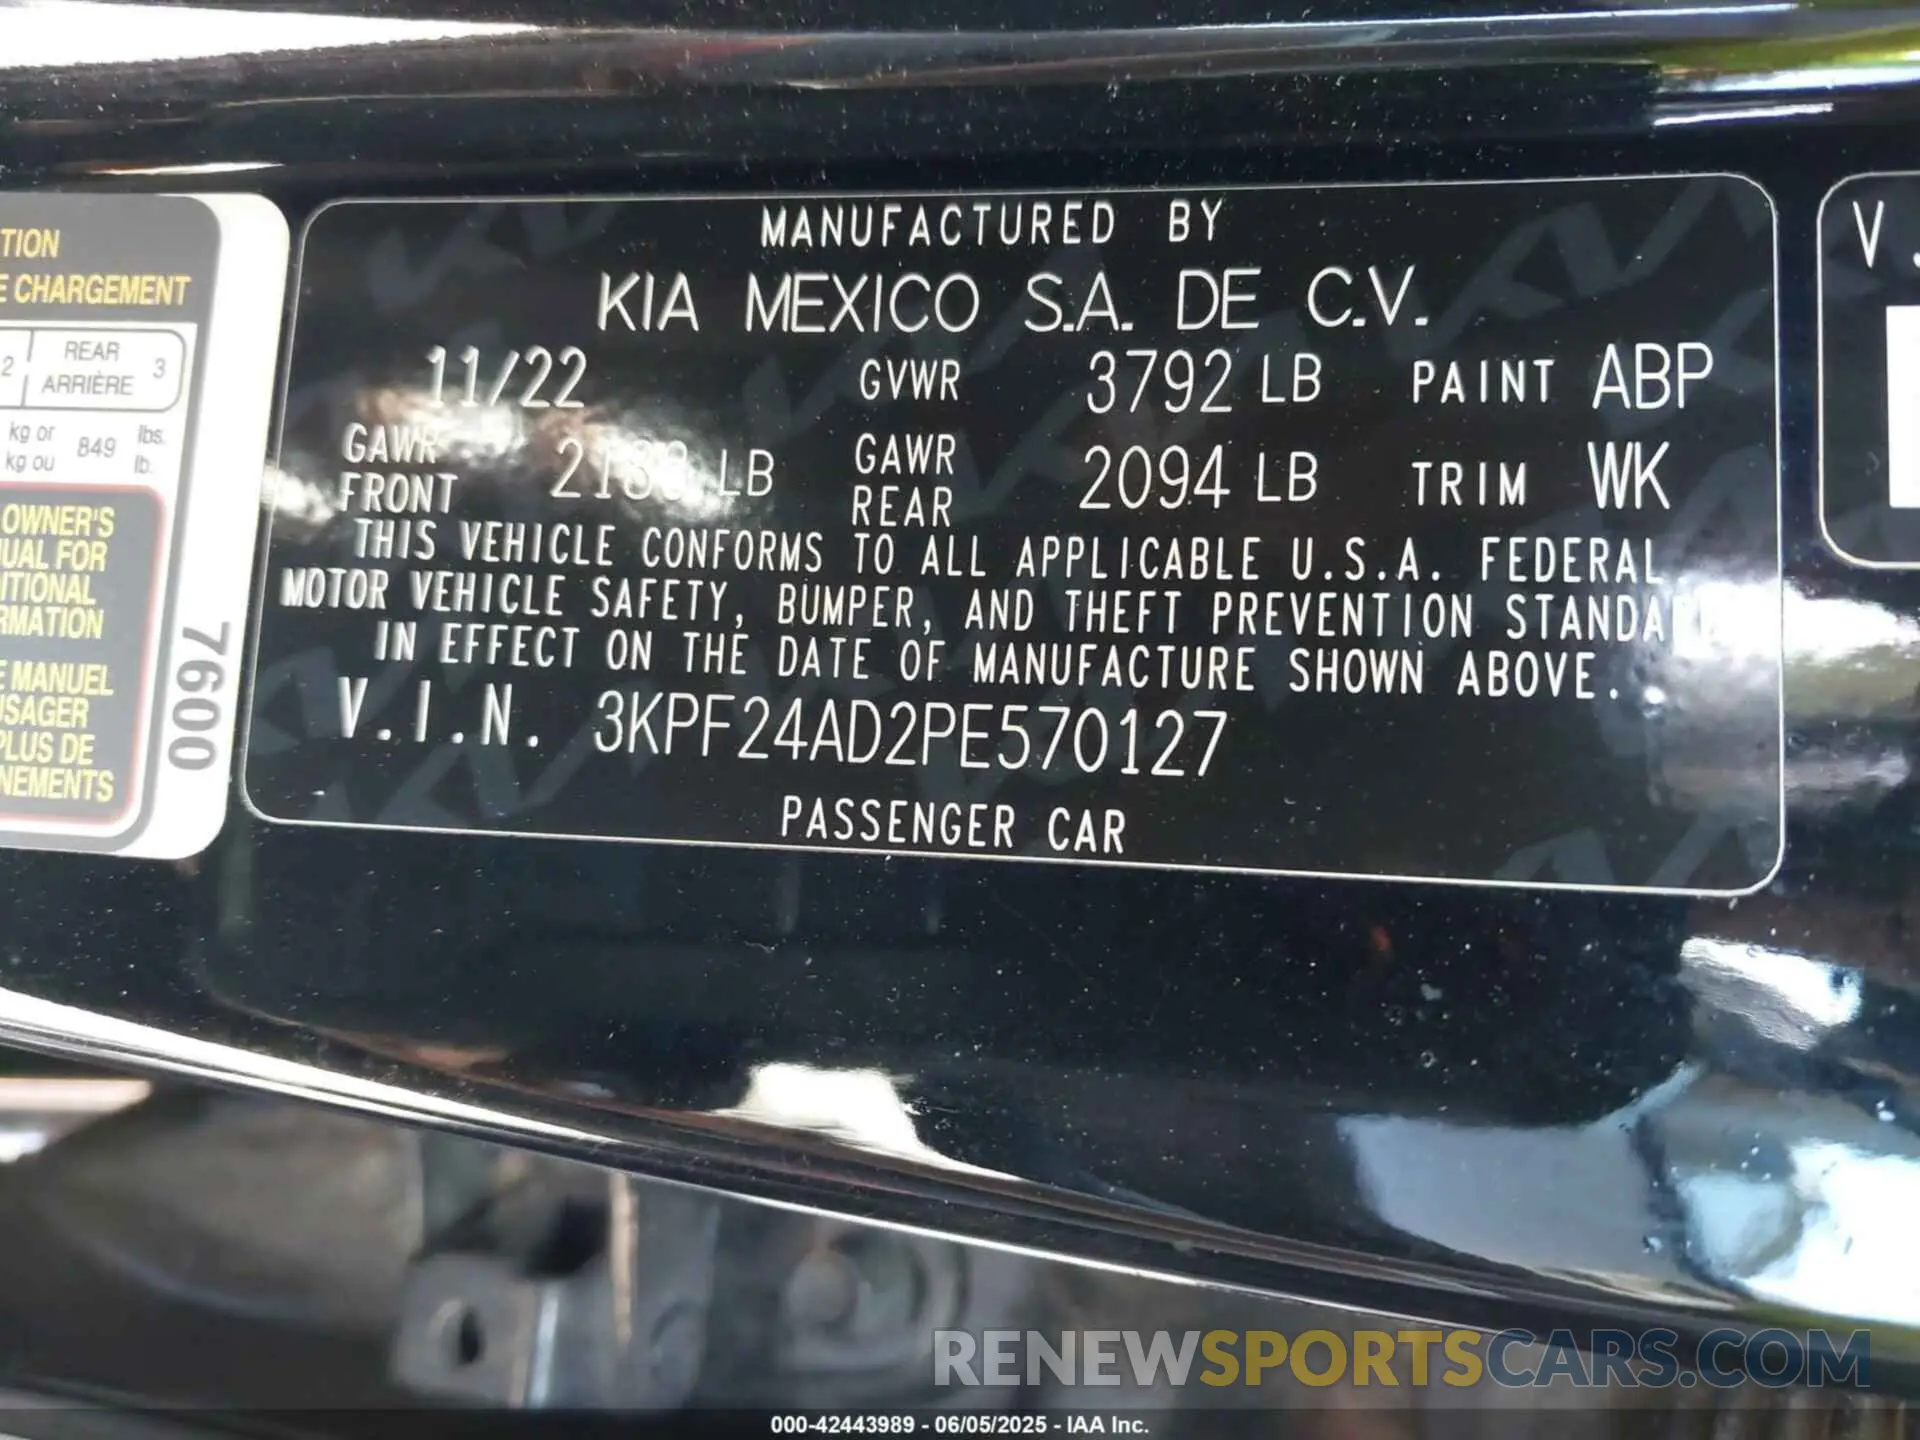 TION
E CHARGEMENT
2 REAR 3
ARRIÈRE
kg or 849 lbs.
kg ou lb.
OWNER'S
UAL FOR
DITIONAL
RMATION
E MANUEL
USAGER
PLUS DE
NEMENTS
7600
MANUFACTURED BY
KIA MEXICO S.A. DE C.V.
11/22 GVWR 3792 LB PAINT ABP
GAWR FRONT LB GAWR REAR 2094 LB TRIM WK
THIS VEHICLE CONFORMS TO ALL APPLICABLE U.S.A. FEDERAL
MOTOR VEHICLE SAFETY, BUMPER, AND THEFT PREVENTION STANDA
IN EFFECT ON THE DATE OF MANUFACTURE SHOWN ABOVE.
V.I.N. 3KPF24AD2PE570127
PASSENGER CAR
V.
RENEWSPORTSCARS.COM
000-42443989 - 06/05/2025 - IAA Inc.